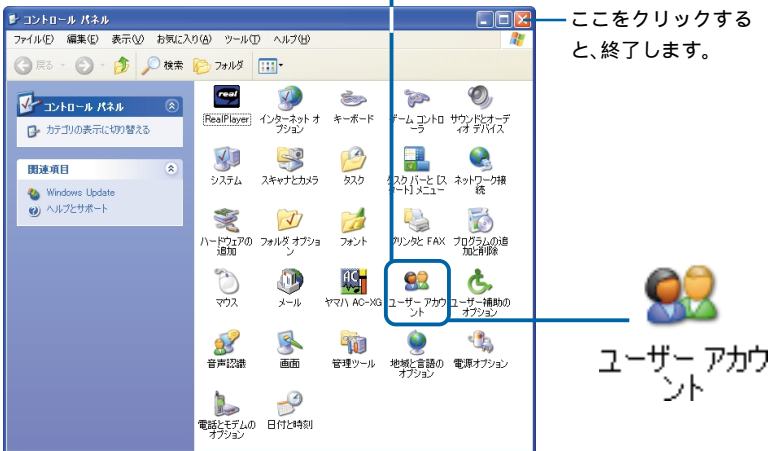 コントロール パネル
ファイル(F) 編集(E) 表示(V) お気に入り(A) ツール(T) ヘルプ(H)
戻る
検索
フォルダ
コントロール パネル
カテゴリの表示に切り替える
関連項目
Windows Update
ヘルプとサポート
real
RealPlayer
インターネット オ
プション
キーボード
ゲーム コントロ
ーラ
サウンドとオーデ
ィオ デバイス
システム
スキャナとカメラ
タスク
タスク バーと [ス
タート] メニュー
ネットワーク接
続
ハードウェアの
追加
フォルダ オプショ
ン
フォント
プリンタと FAX
プログラムの追
加と削除
マウス
メール
ヤマハ AC-XG
ユーザー アカウ
ント
ユーザー補助の
オプション
音声認識
画面
管理ツール
地域と言語の
オプション
電源オプション
電話とモデムの
オプション
日付と時刻
ここをクリックする
と、終了します。
ユーザー アカウ
ント